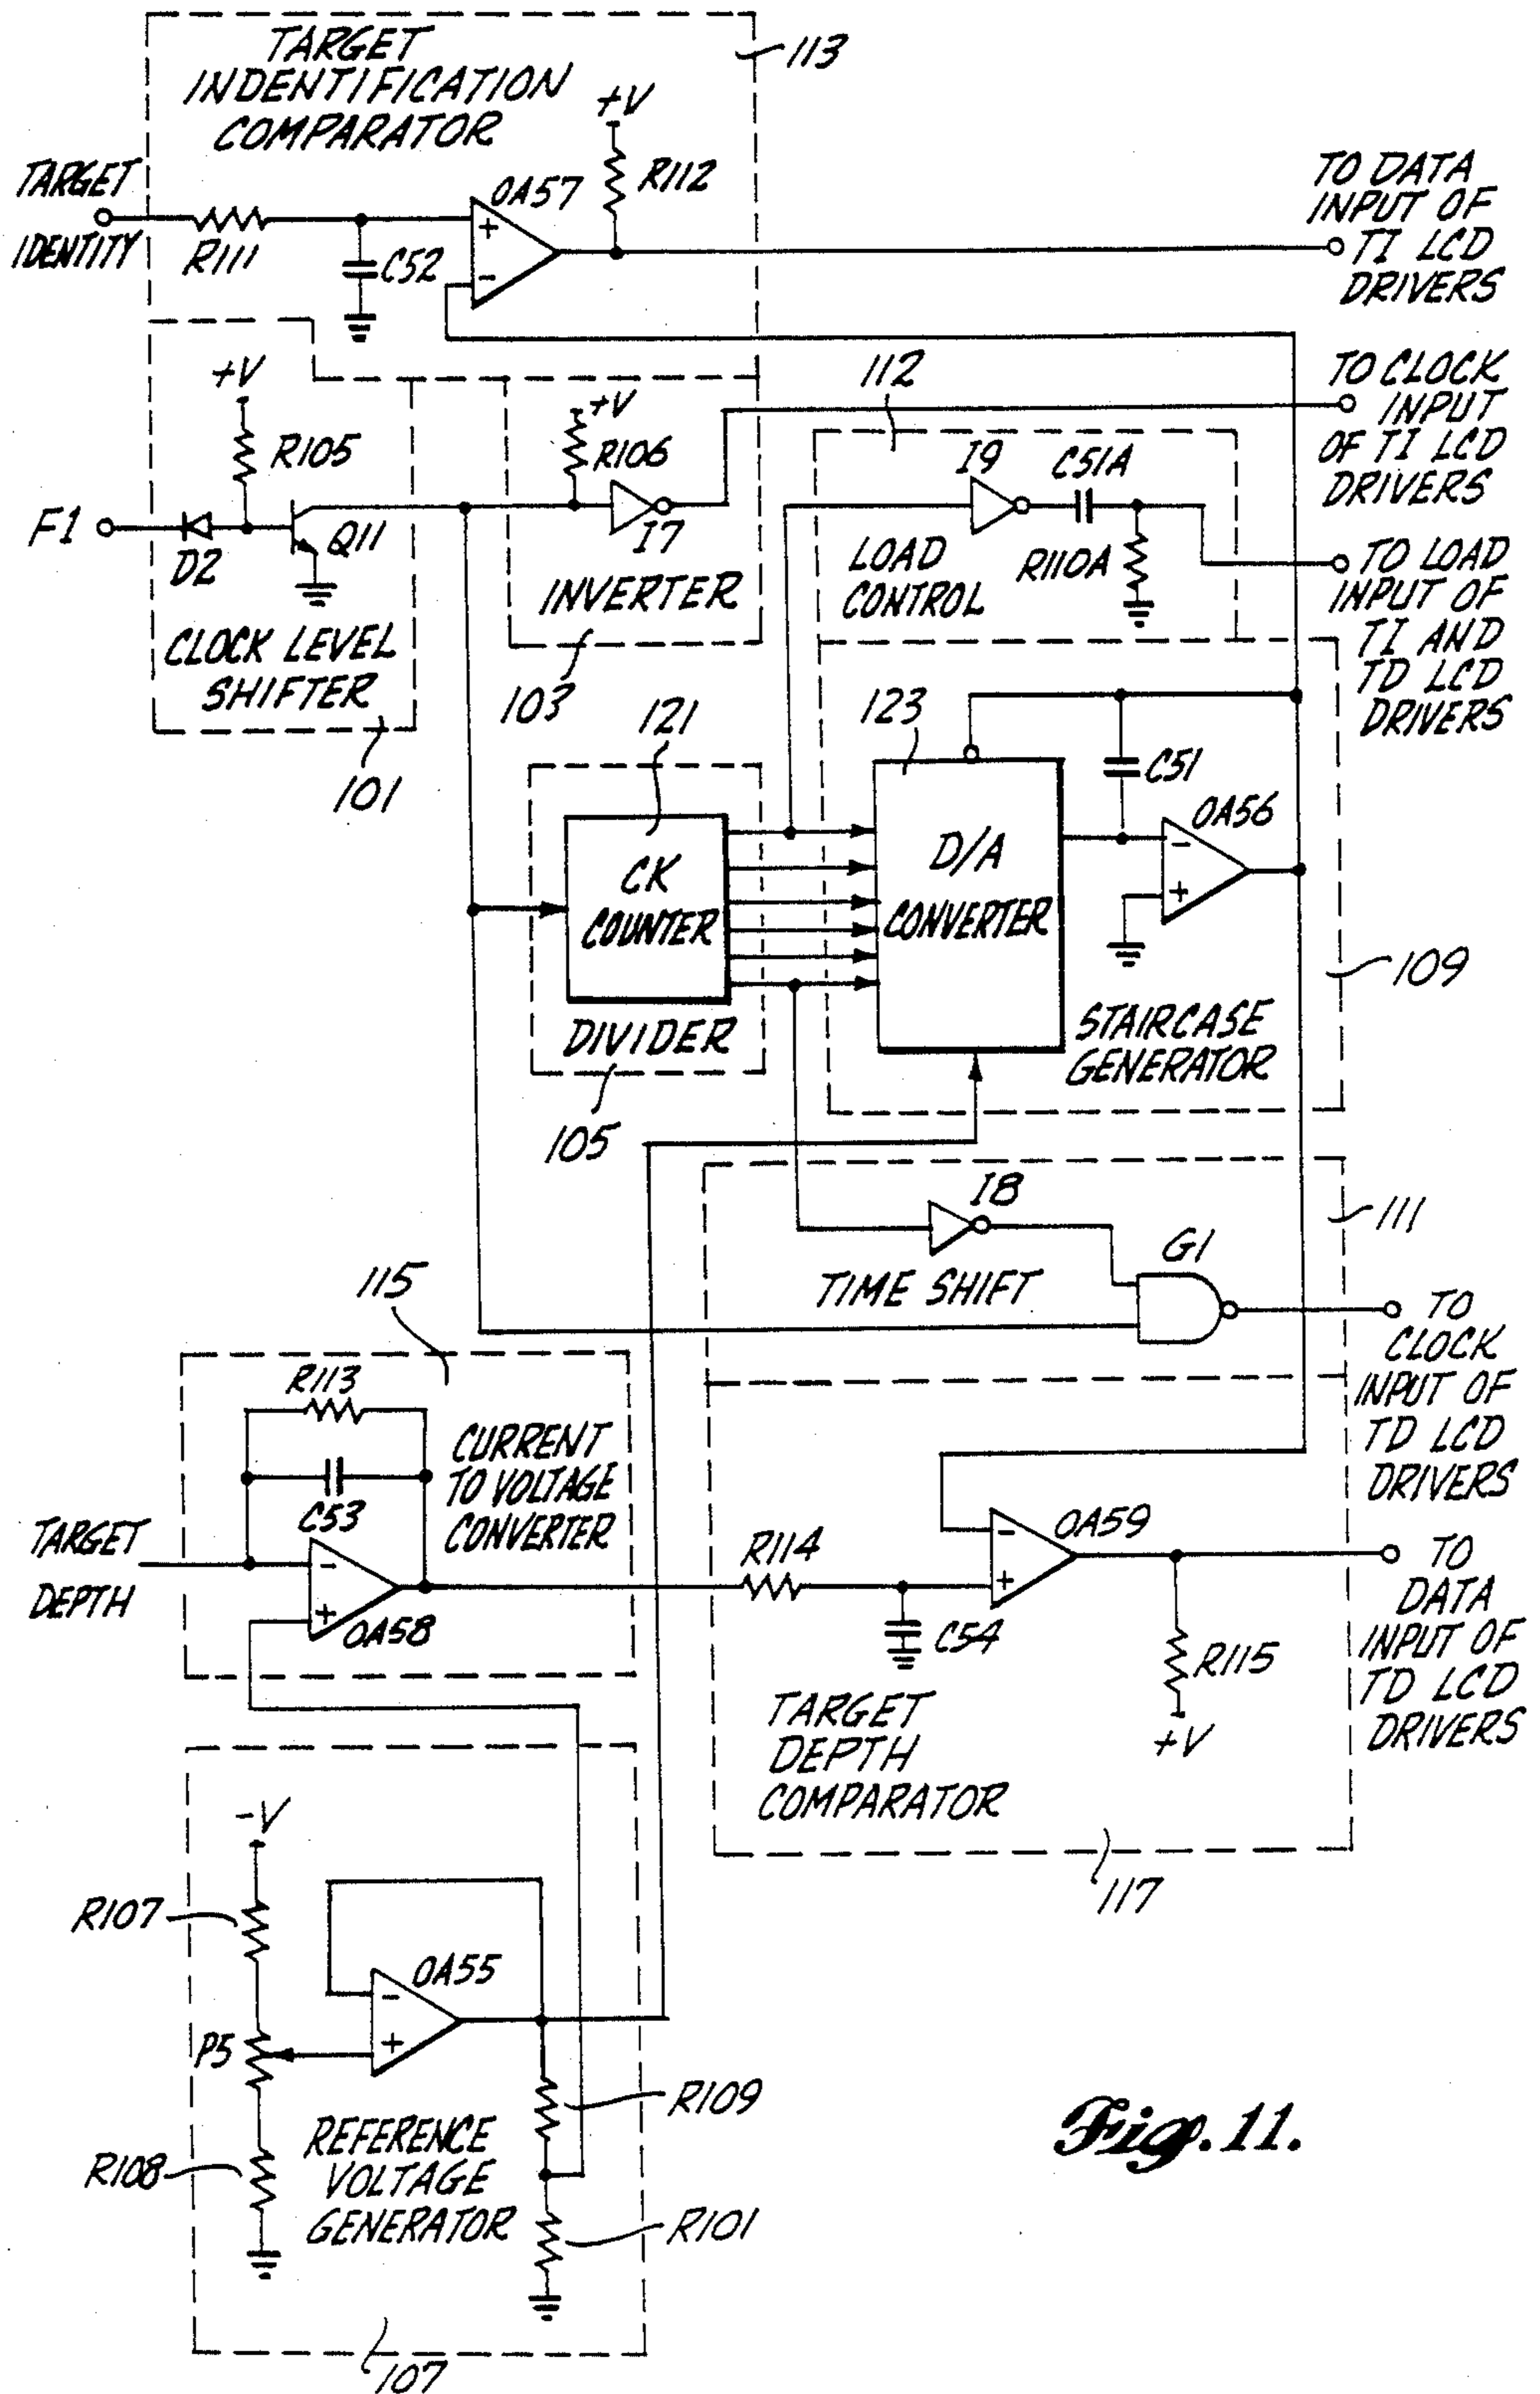 TARGET
INDENTIFICATION
COMPARATOR
113
+V
R112
OA57
TARGET
IDENTITY
R111
C52
+
-
TO DATA
INPUT OF
TI LCD
DRIVERS
+V
R105
F1
D2
Q11
CLOCK LEVEL
SHIFTER
101
+V
R106
I7
INVERTER
103
112
I9
C51A
R110A
LOAD
CONTROL
TO CLOCK
INPUT
OF TI LCD
DRIVERS
TO LOAD
INPUT OF
TI AND
TD LCD
DRIVERS
121
CK
COUNTER
DIVIDER
105
123
D/A
CONVERTER
C51
OA56
-
+
STAIRCASE
GENERATOR
109
I8
G1
TIME SHIFT
111
TO
CLOCK
INPUT OF
TD LCD
DRIVERS
115
R113
C53
CURRENT
TO VOLTAGE
CONVERTER
TARGET
DEPTH
-
+
OA58
R114
C54
-
+
OA59
R115
+V
TARGET
DEPTH
COMPARATOR
117
TO
DATA
INPUT OF
TD LCD
DRIVERS
-V
R107
P5
R108
OA55
-
+
R109
R101
REFERENCE
VOLTAGE
GENERATOR
107
Fig. 11.